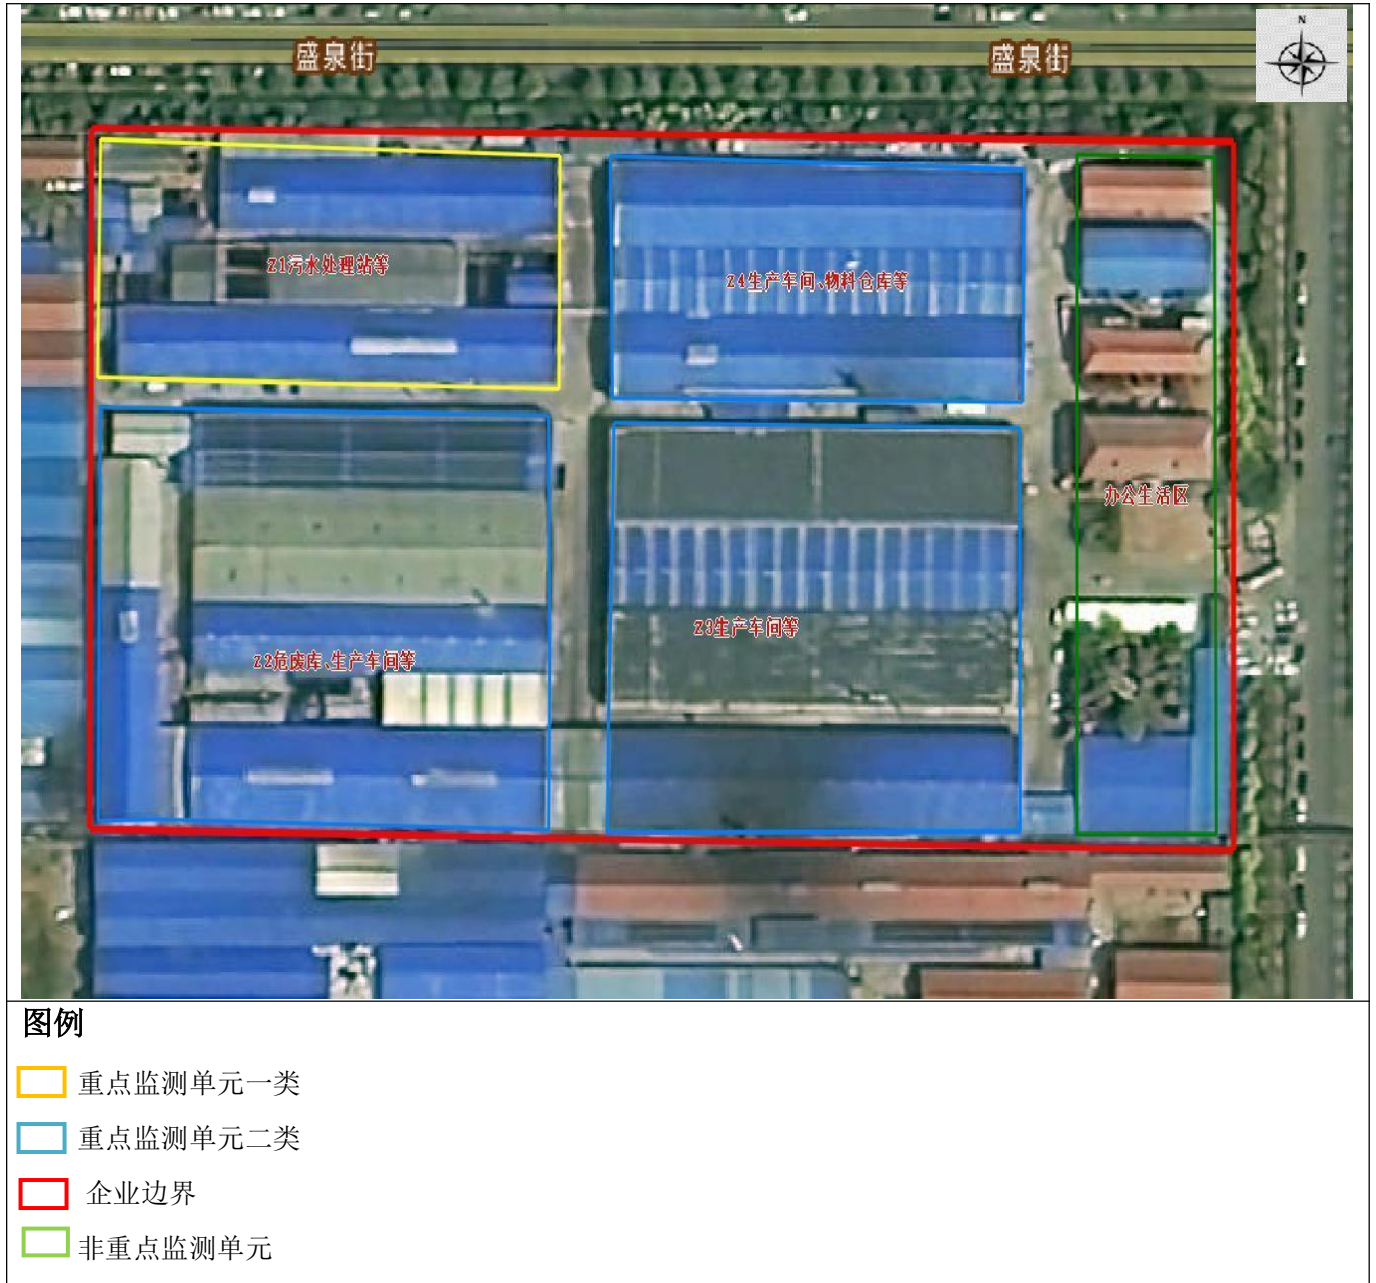 盛泉街
盛泉街
N
Z1污水处理站等
Z4生产车间、物料仓库等
办公生活区
Z3生产车间等
Z2危废库、生产车间等
图例
重点监测单元一类
重点监测单元二类
企业边界
非重点监测单元